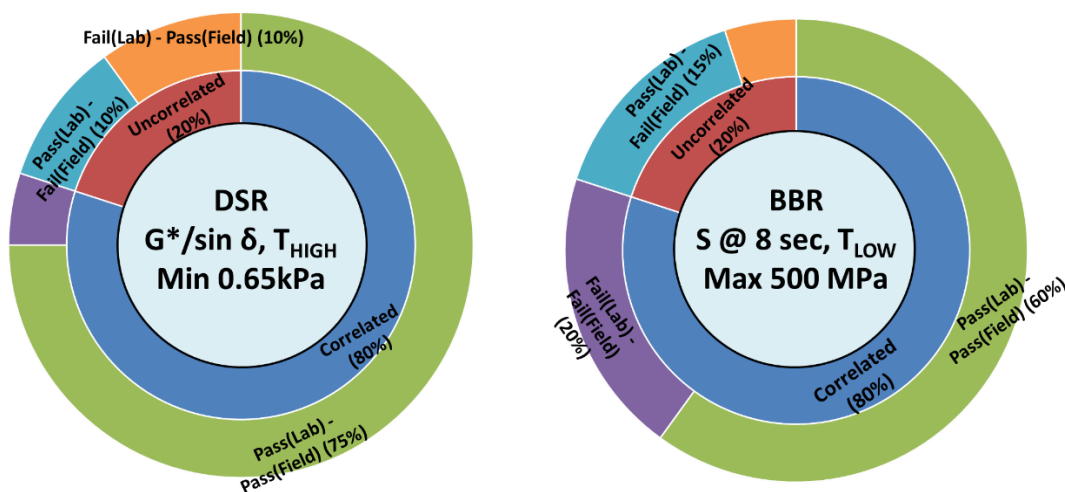 Fail(Lab) - Pass(Field) (10%)
Pass(Lab) -
Fail(Field) (10%)
Uncorrelated
(20%)
DSR
G*/sin δ, THIGH
Min 0.65kPa
Correlated
(80%)
Pass(Lab) -
Pass(Field) (75%)
Pass(Lab) -
Fail(Field) (15%)
Uncorrelated
(20%)
BBR
S @ 8 sec, TLOW
Max 500 MPa
Fail(Lab) -
Fail(Field)
(20%)
Pass(Lab) -
Pass(Field) (60%)
Correlated
(80%)